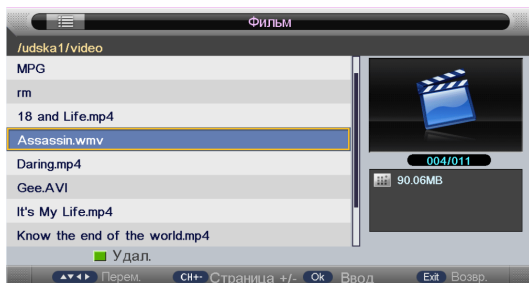 Фильм
/udska1/video
MPG
rm
18 and Life.mp4
Assassin.wmv
Daring.mp4
Gee.AVI
It's My Life.mp4
Know the end of the world.mp4
004/011
90.06MB
Удал.
Перем. CH+- Страница +/- Ok Ввод Exit Возвр.